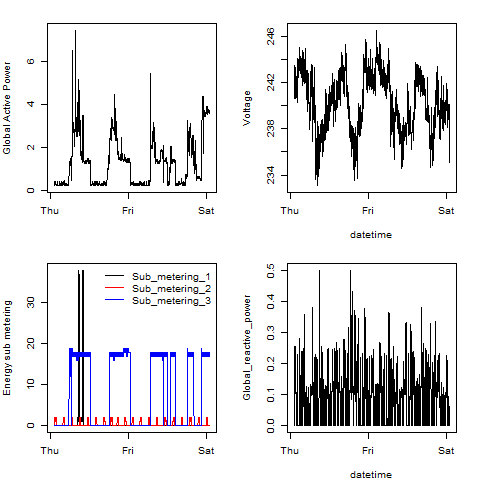 Global Active Power
0 2 4 6
Thu Fri Sat
Voltage
234 238 242 246
Thu Fri Sat
datetime
Energy sub metering
0 10 20 30
Sub_metering_1
Sub_metering_2
Sub_metering_3
Thu Fri Sat
Global_reactive_power
0.0 0.1 0.2 0.3 0.4 0.5
Thu Fri Sat
datetime